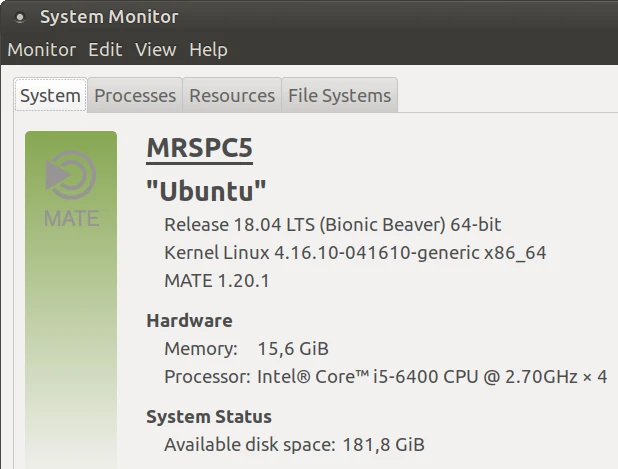 System Monitor
Monitor Edit View Help
System Processes Resources File Systems
MATE
MRSPC5
"Ubuntu"
Release 18.04 LTS (Bionic Beaver) 64-bit
Kernel Linux 4.16.10-041610-generic x86_64
MATE 1.20.1
Hardware
Memory: 15,6 GiB
Processor: Intel® Core™ i5-6400 CPU @ 2.70GHz × 4
System Status
Available disk space: 181,8 GiB